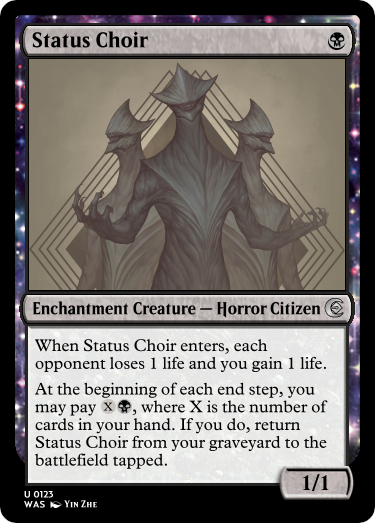 Status Choir
Enchantment Creature — Horror Citizen
When Status Choir enters, each
opponent loses 1 life and you gain 1 life.
At the beginning of each end step, you
may pay X, where X is the number of
cards in your hand. If you do, return
Status Choir from your graveyard to the
battlefield tapped.
1/1
U 0123
WAS Yin Zhe